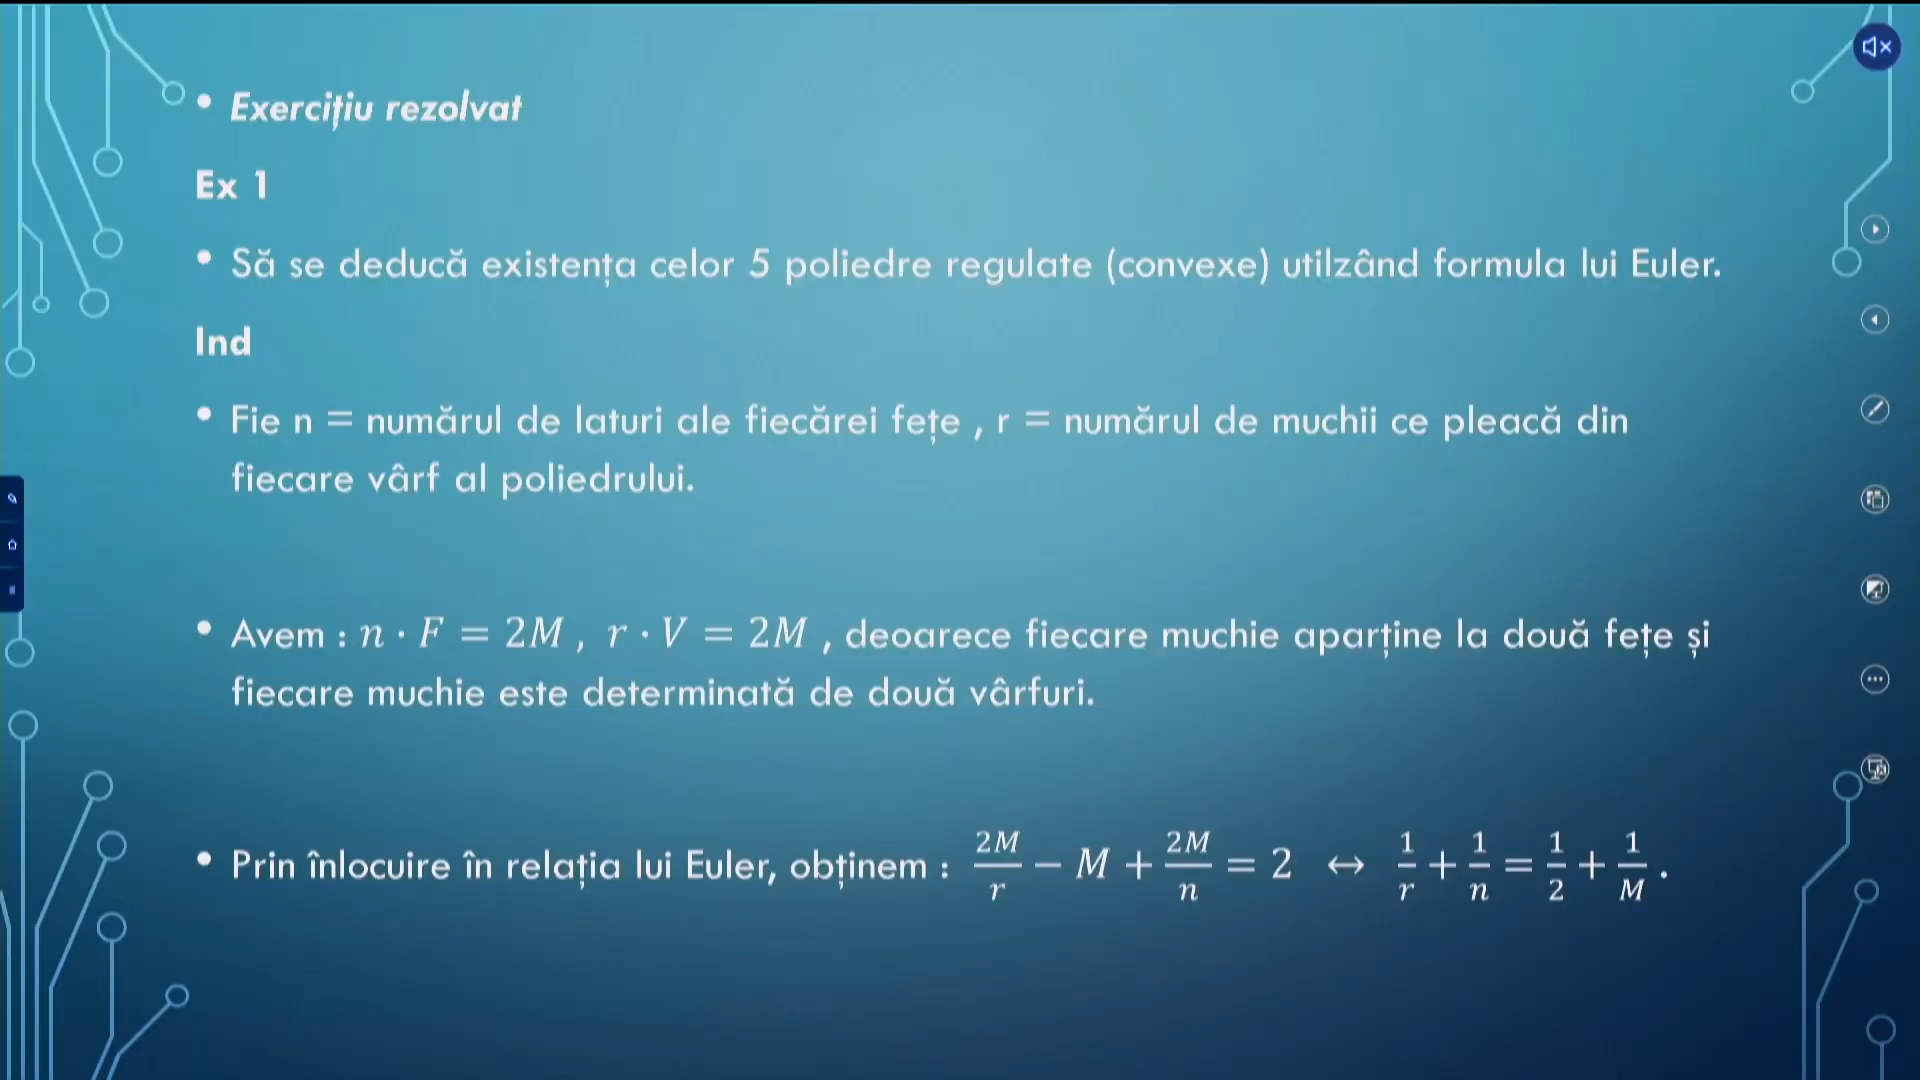 • Exercițiu rezolvat
Ex 1
• Să se deducă existența celor 5 poliedre regulate (convexe) utilzând formula lui Euler.
Ind
• Fie n = numărul de laturi ale fiecărei fețe , r = numărul de muchii ce pleacă din
fiecare vârf al poliedrului.
• Avem : n · F = 2M , r · V = 2M , deoarece fiecare muchie aparține la două fețe și
fiecare muchie este determinată de două vârfuri.
• Prin înlocuire în relația lui Euler, obținem : 2M/r − M + 2M/n = 2 ↔ 1/r + 1/n = 1/2 + 1/M .